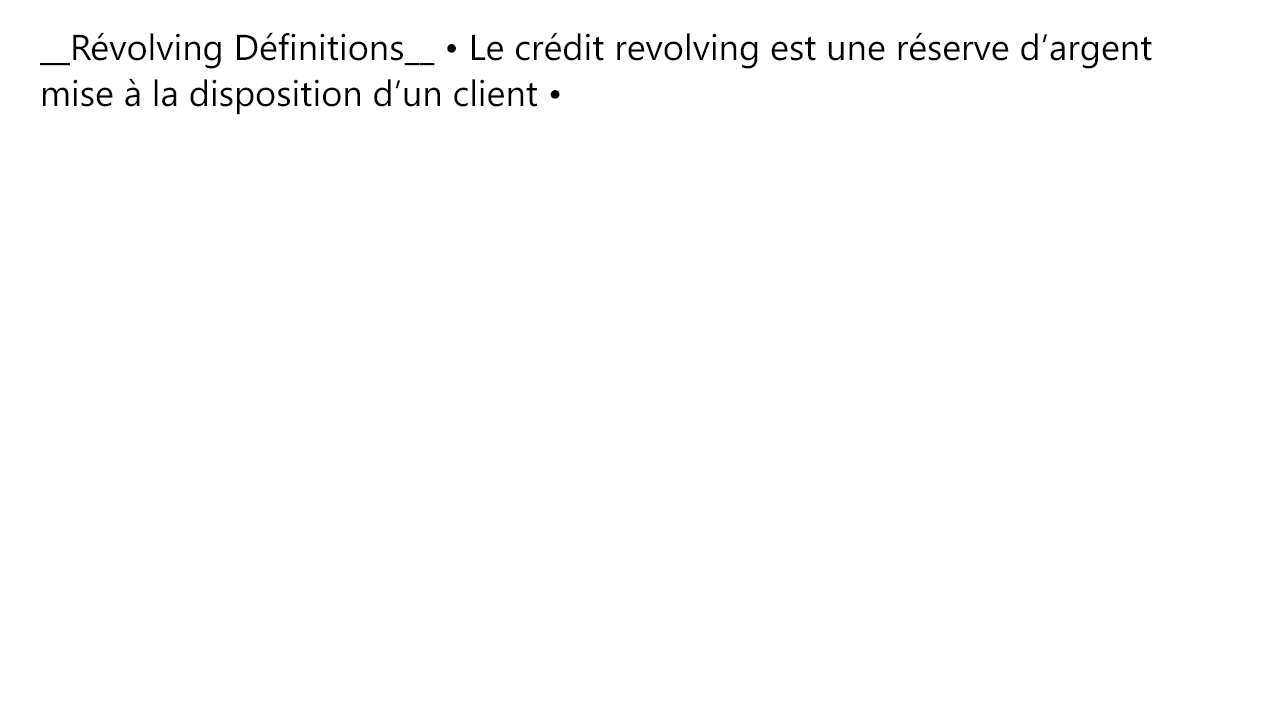 __Révolving Définitions__ • Le crédit revolving est une réserve d’argent
mise à la disposition d’un client •